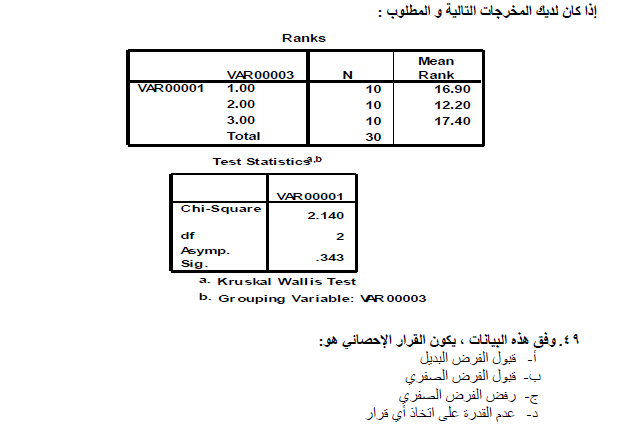 إذا كان لديك المخرجات التالية و المطلوب :
Ranks
VAR00003 N Mean Rank
VAR00001 1.00 10 16.90
2.00 10 12.20
3.00 10 17.40
Total 30
Test Statistics a,b
VAR00001
Chi-Square 2.140
df 2
Asymp. Sig. .343
a. Kruskal Wallis Test
b. Grouping Variable: VAR00003
٤٩. وفق هذه البيانات ، يكون القرار الإحصائي هو:
أ- قبول الفرض البديل
ب- قبول الفرض الصفري
ج- رفض الفرض الصفري
د- عدم القدرة على اتخاذ أي قرار